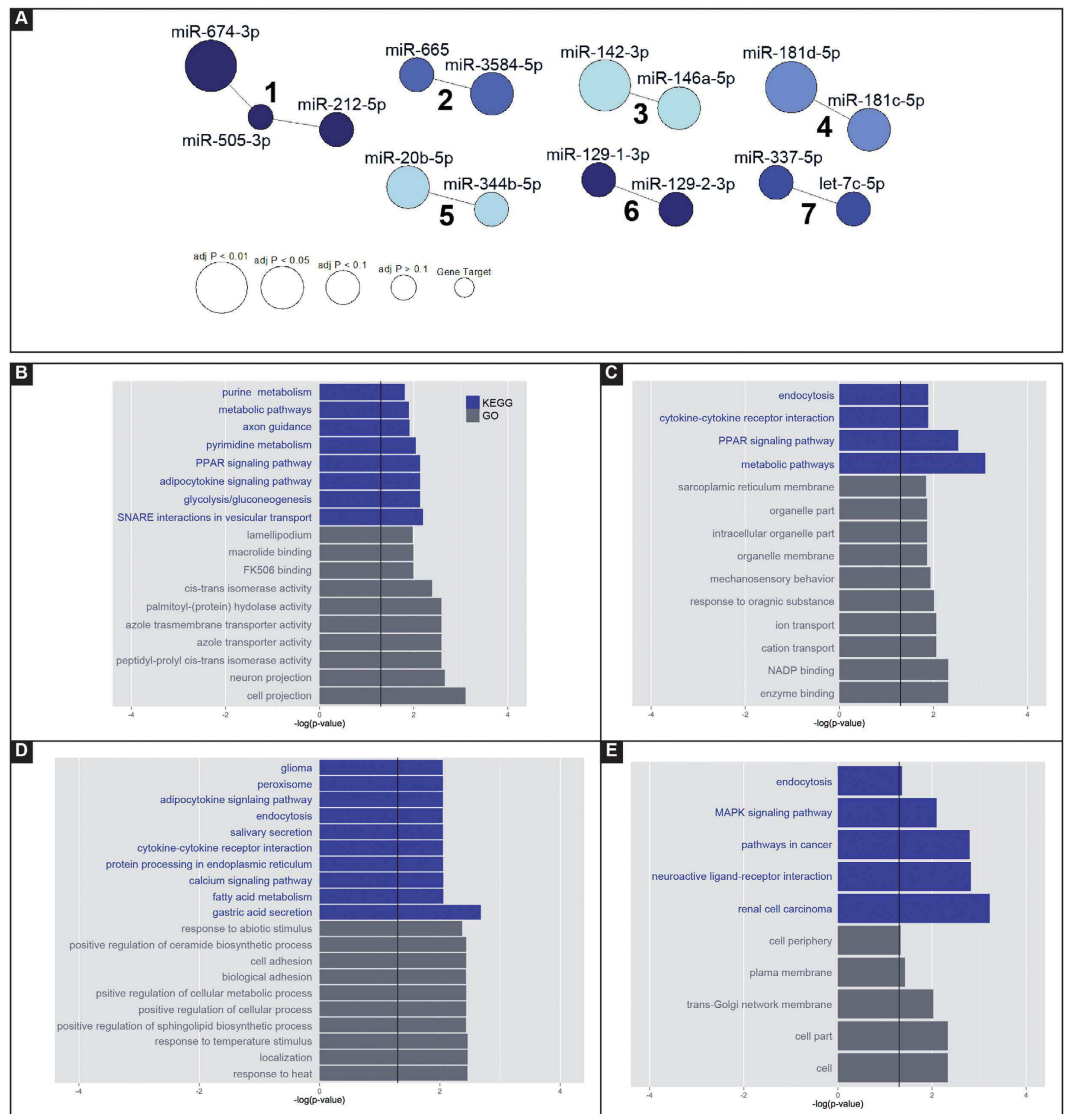 A
miR-674-3p
miR-665
miR-3584-5p
miR-142-3p
miR-146a-5p
miR-181d-5p
miR-181c-5p
1
2
3
4
miR-212-5p
miR-505-3p
miR-20b-5p
miR-344b-5p
miR-129-1-3p
miR-129-2-3p
miR-337-5p
let-7c-5p
5
6
7
adj P < 0.01
adj P < 0.05
adj P < 0.1
adj P > 0.1
Gene Target
B
purine metabolism
metabolic pathways
axon guidance
pyrimidine metabolism
PPAR signaling pathway
adipocytokine signaling pathway
glycolysis/gluconeogenesis
SNARE interactions in vesicular transport
lamellipodium
macrolide binding
FK506 binding
cis-trans isomerase activity
palmitoyl-(protein) hydolase activity
azole trasmembrane transporter activity
azole transporter activity
peptidyl-prolyl cis-trans isomerase activity
neuron projection
cell projection
KEGG
GO
-4 -2 0 2 4
-log(p-value)
C
endocytosis
cytokine-cytokine receptor interaction
PPAR signaling pathway
metabolic pathways
sarcoplamic reticulum membrane
organelle part
intracellular organelle part
organelle membrane
mechanosensory behavior
response to oragnic substance
ion transport
cation transport
NADP binding
enzyme binding
-4 -2 0 2 4
-log(p-value)
D
glioma
peroxisome
adipocytokine signlaing pathway
endocytosis
salivary secretion
cytokine-cytokine receptor interaction
protein processing in endoplasmic reticulum
calcium signaling pathway
fatty acid metabolism
gastric acid secretion
response to abiotic stimulus
positive regulation of ceramide biosynthetic process
cell adhesion
biological adhesion
psitive regulation of cellular metabolic process
positive regulation of cellular process
positive regulation of sphingolipid biosynthetic process
response to temperature stimulus
localization
response to heat
-4 -2 0 2 4
-log(p-value)
E
endocytosis
MAPK signaling pathway
pathways in cancer
neuroactive ligand-receptor interaction
renal cell carcinoma
cell periphery
plama membrane
trans-Golgi network membrane
cell part
cell
-4 -2 0 2 4
-log(p-value)